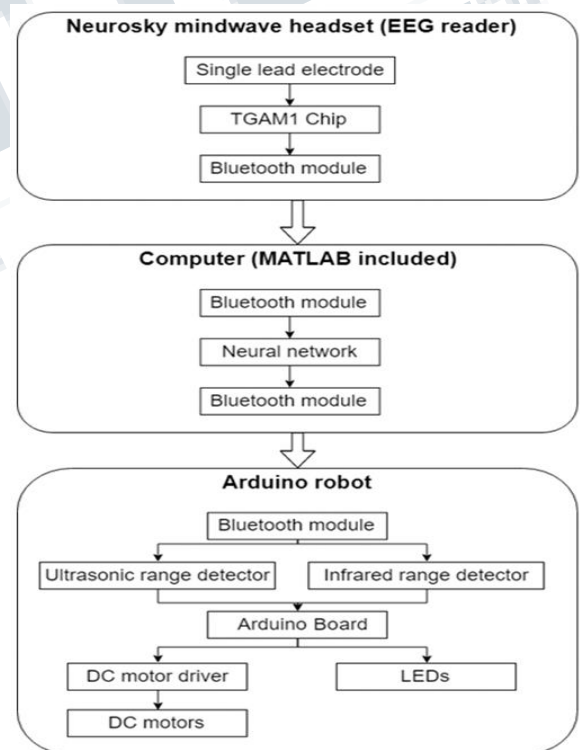 Neurosky mindwave headset (EEG reader)
Single lead electrode
TGAM1 Chip
Bluetooth module
Computer (MATLAB included)
Bluetooth module
Neural network
Bluetooth module
Arduino robot
Bluetooth module
Ultrasonic range detector
Infrared range detector
Arduino Board
DC motor driver
LEDs
DC motors